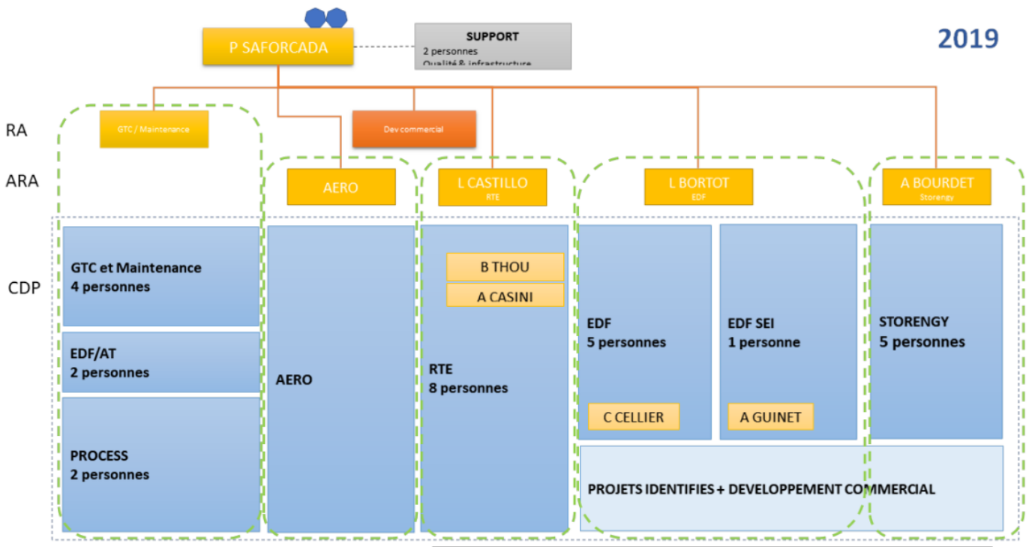 2019
P SAFORCADA
SUPPORT
2 personnes
Qualité & infrastructure
RA
GTC / Maintenance
Dev commercial
ARA
AERO
L CASTILLO
RTE
L BORTOT
EDF
A BOURDET
Storengy
CDP
GTC et Maintenance
4 personnes
EDF/AT
2 personnes
PROCESS
2 personnes
AERO
B THOU
A CASINI
RTE
8 personnes
EDF
5 personnes
C CELLIER
EDF SEI
1 personne
A GUINET
STORENGY
5 personnes
PROJETS IDENTIFIES + DEVELOPPEMENT COMMERCIAL